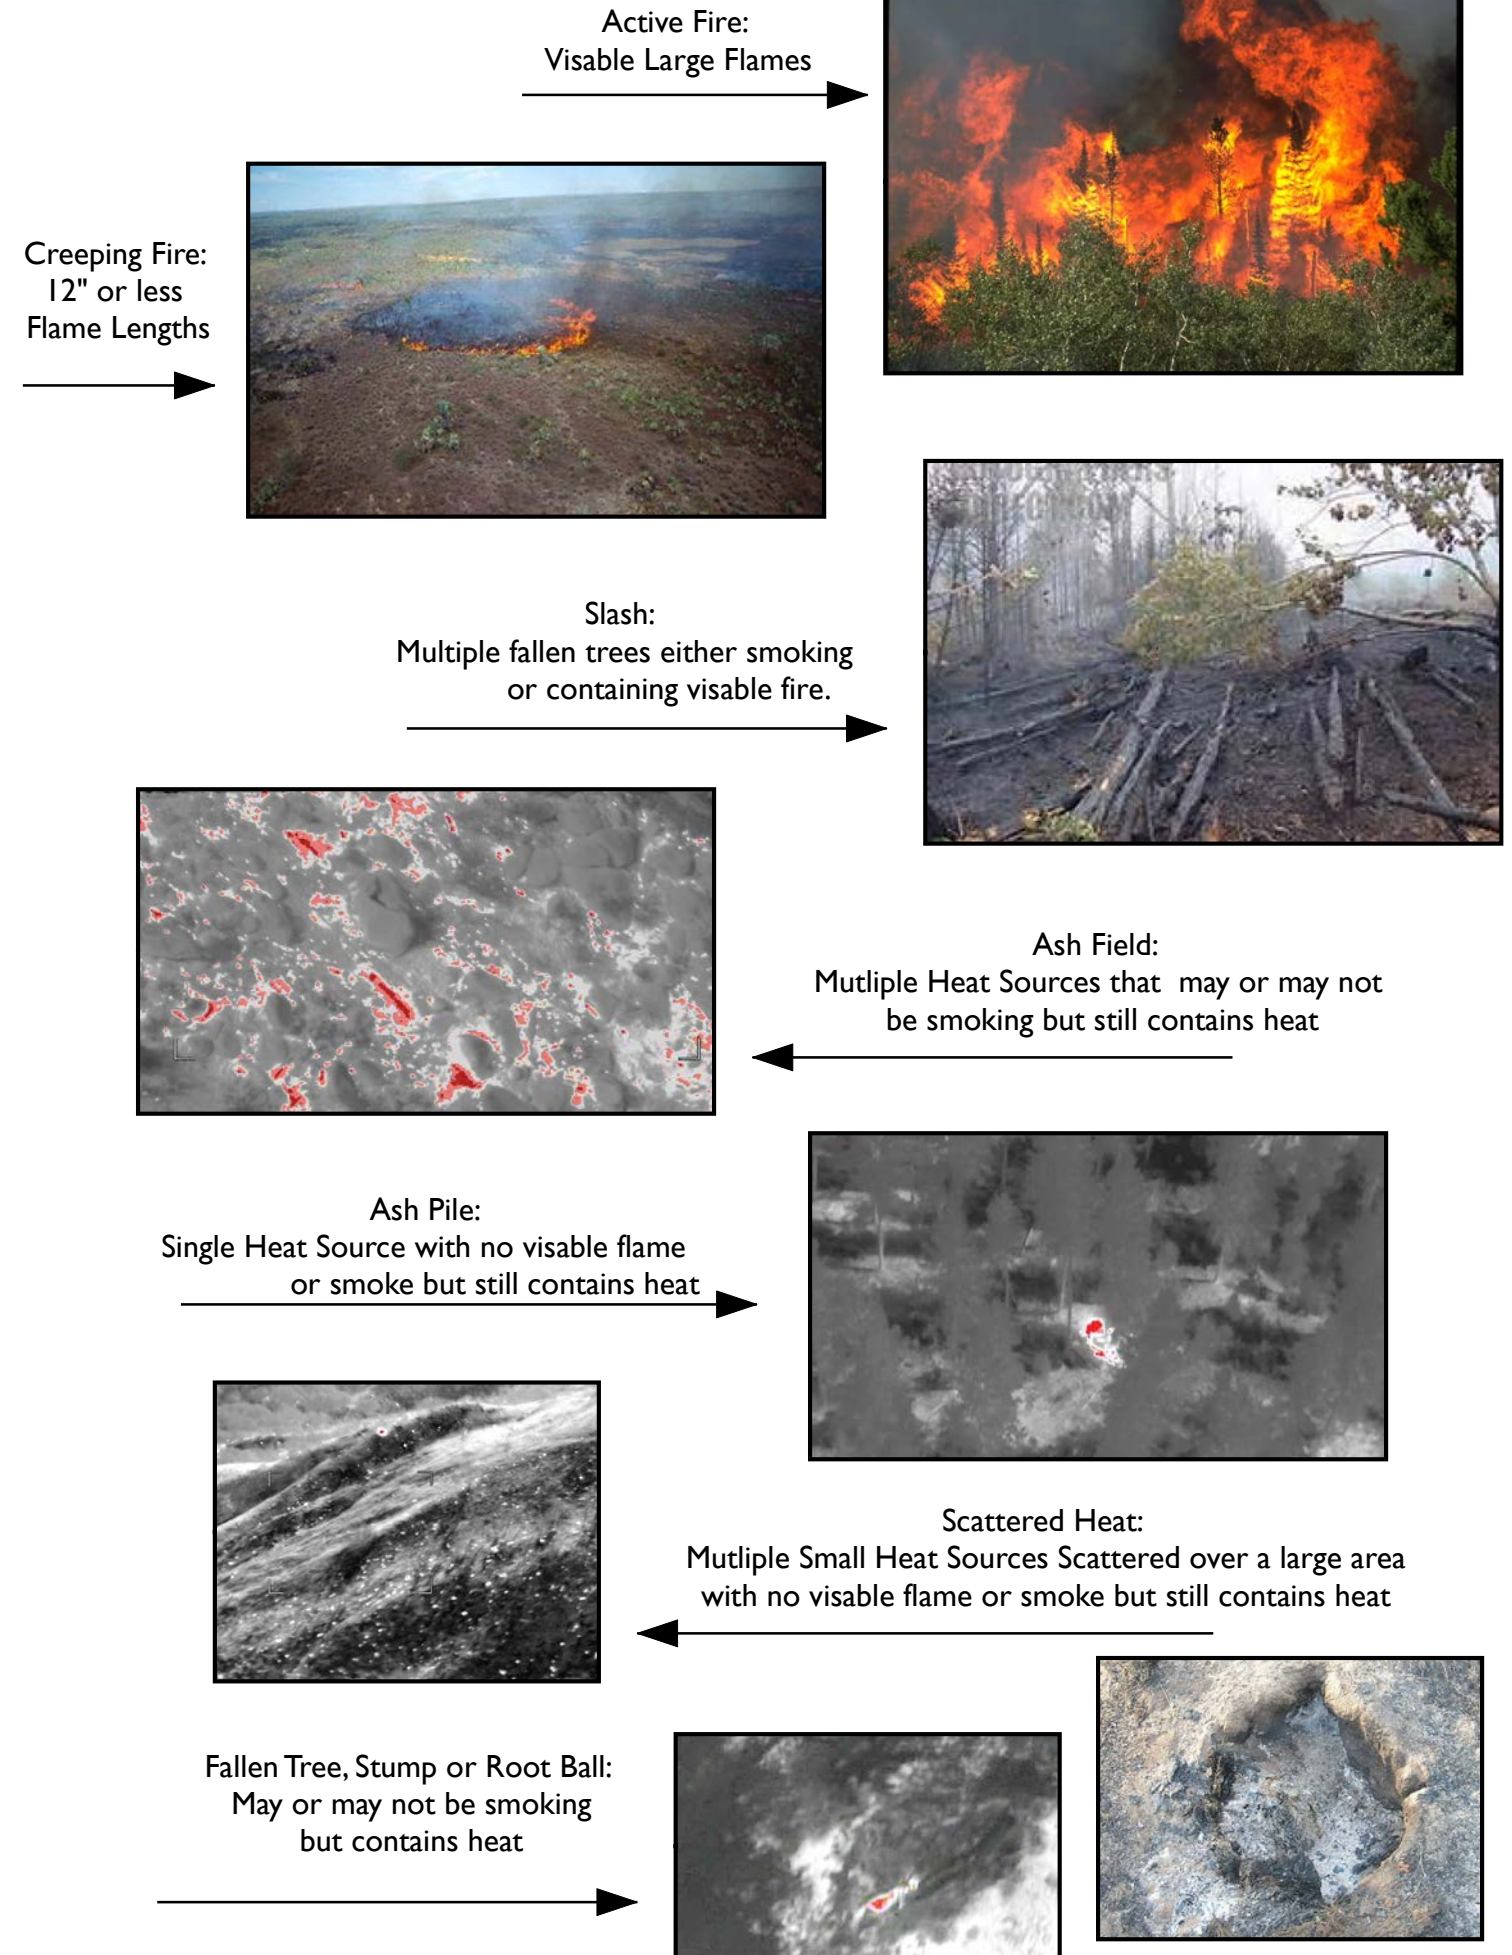 Active Fire:
Visable Large Flames
Creeping Fire:
12" or less
Flame Lengths
Slash:
Multiple fallen trees either smoking
or containing visable fire.
Ash Field:
Mutliple Heat Sources that may or may not
be smoking but still contains heat
Ash Pile:
Single Heat Source with no visable flame
or smoke but still contains heat
Scattered Heat:
Mutliple Small Heat Sources Scattered over a large area
with no visable flame or smoke but still contains heat
Fallen Tree, Stump or Root Ball:
May or may not be smoking
but contains heat